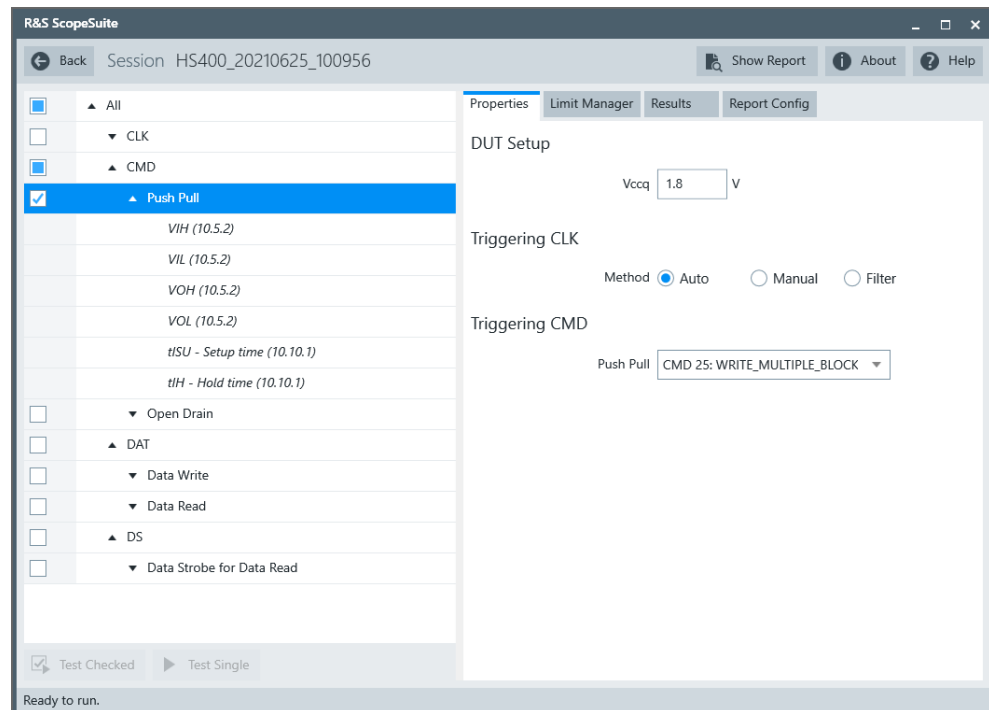 R&S ScopeSuite
Back Session HS400_20210625_100956 Show Report About Help
All
CLK
CMD
Push Pull
VIH (10.5.2)
VIL (10.5.2)
VOH (10.5.2)
VOL (10.5.2)
tISU - Setup time (10.10.1)
tIH - Hold time (10.10.1)
Open Drain
DAT
Data Write
Data Read
DS
Data Strobe for Data Read
Test Checked Test Single
Properties Limit Manager Results Report Config
DUT Setup
Vccq 1.8 V
Triggering CLK
Method Auto Manual Filter
Triggering CMD
Push Pull CMD 25: WRITE_MULTIPLE_BLOCK
Ready to run.